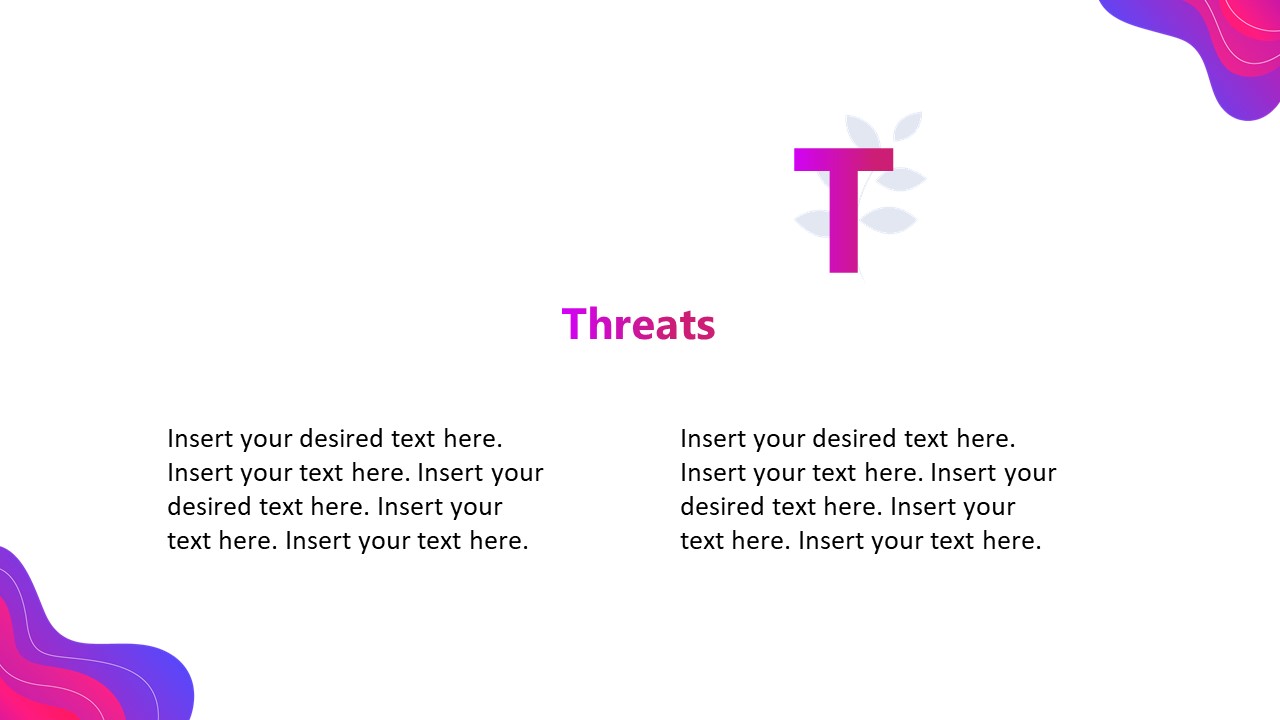 T
Threats
Insert your desired text here.
Insert your text here. Insert your
desired text here. Insert your
text here. Insert your text here.
Insert your desired text here.
Insert your text here. Insert your
desired text here. Insert your
text here. Insert your text here.